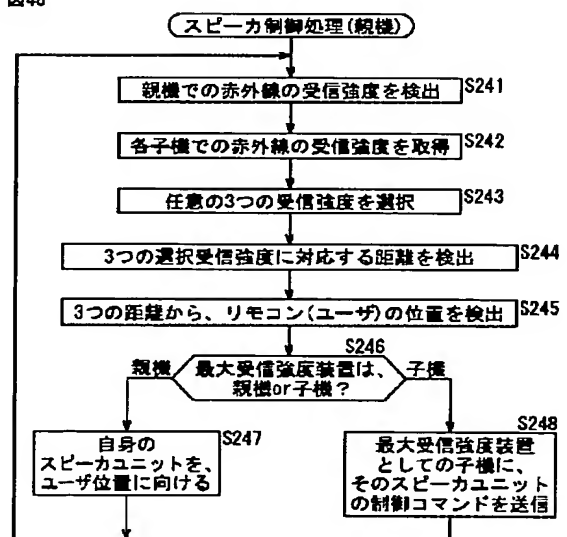 図48
スピーカ制御処理(親機)
親機での赤外線の受信強度を検出
S241
各子機での赤外線の受信強度を取得
S242
任意の3つの受信強度を選択
S243
3つの選択受信強度に対応する距離を検出
S244
3つの距離から、リモコン(ユーザ)の位置を検出
S245
S246
親機
最大受信強度装置は、
親機or子機?
子機
S247
自身の
スピーカユニットを、
ユーザ位置に向ける
S248
最大受信強度装置
としての子機に、
そのスピーカユニット
の制御コマンドを送信